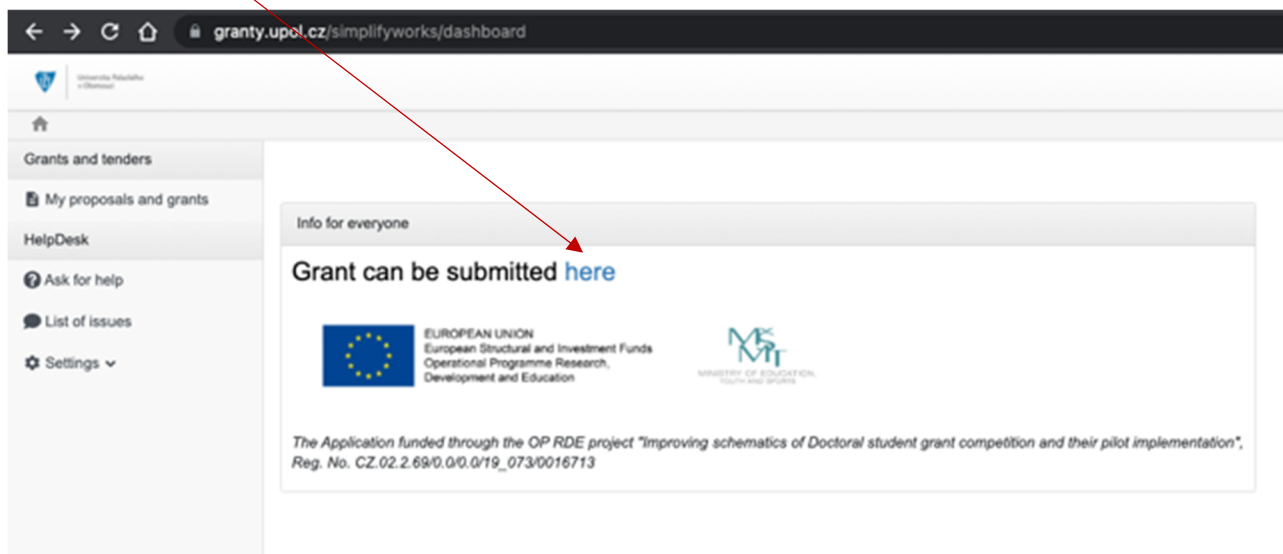 granty.upol.cz/simplifyworks/dashboard
Univerzita Palackého
v Olomouci
Grants and tenders
My proposals and grants
HelpDesk
Ask for help
List of issues
Settings
Info for everyone
Grant can be submitted here
EUROPEAN UNION
European Structural and Investment Funds
Operational Programme Research,
Development and Education
MINISTRY OF EDUCATION,
YOUTH AND SPORTS
The Application funded through the OP RDE project "Improving schematics of Doctoral student grant competition and their pilot implementation",
Reg. No. CZ.02.2.69/0.0/0.0/19_073/0016713